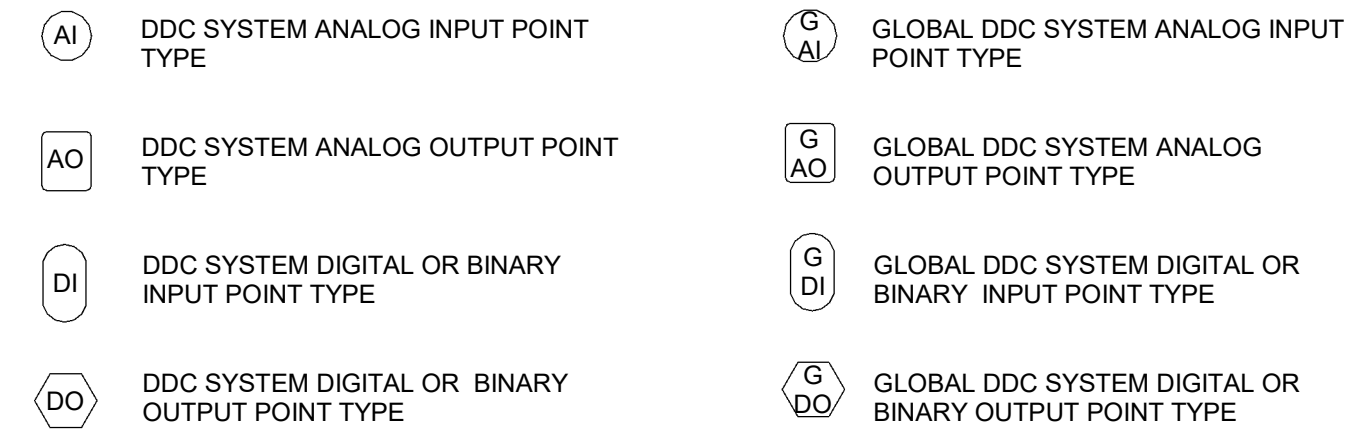 AI
DDC SYSTEM ANALOG INPUT POINT
TYPE
G
AI
GLOBAL DDC SYSTEM ANALOG INPUT
POINT TYPE
AO
DDC SYSTEM ANALOG OUTPUT POINT
TYPE
G
AO
GLOBAL DDC SYSTEM ANALOG
OUTPUT POINT TYPE
DI
DDC SYSTEM DIGITAL OR BINARY
INPUT POINT TYPE
G
DI
GLOBAL DDC SYSTEM DIGITAL OR
BINARY  INPUT POINT TYPE
DO
DDC SYSTEM DIGITAL OR  BINARY
OUTPUT POINT TYPE
G
DO
GLOBAL DDC SYSTEM DIGITAL OR
BINARY OUTPUT POINT TYPE